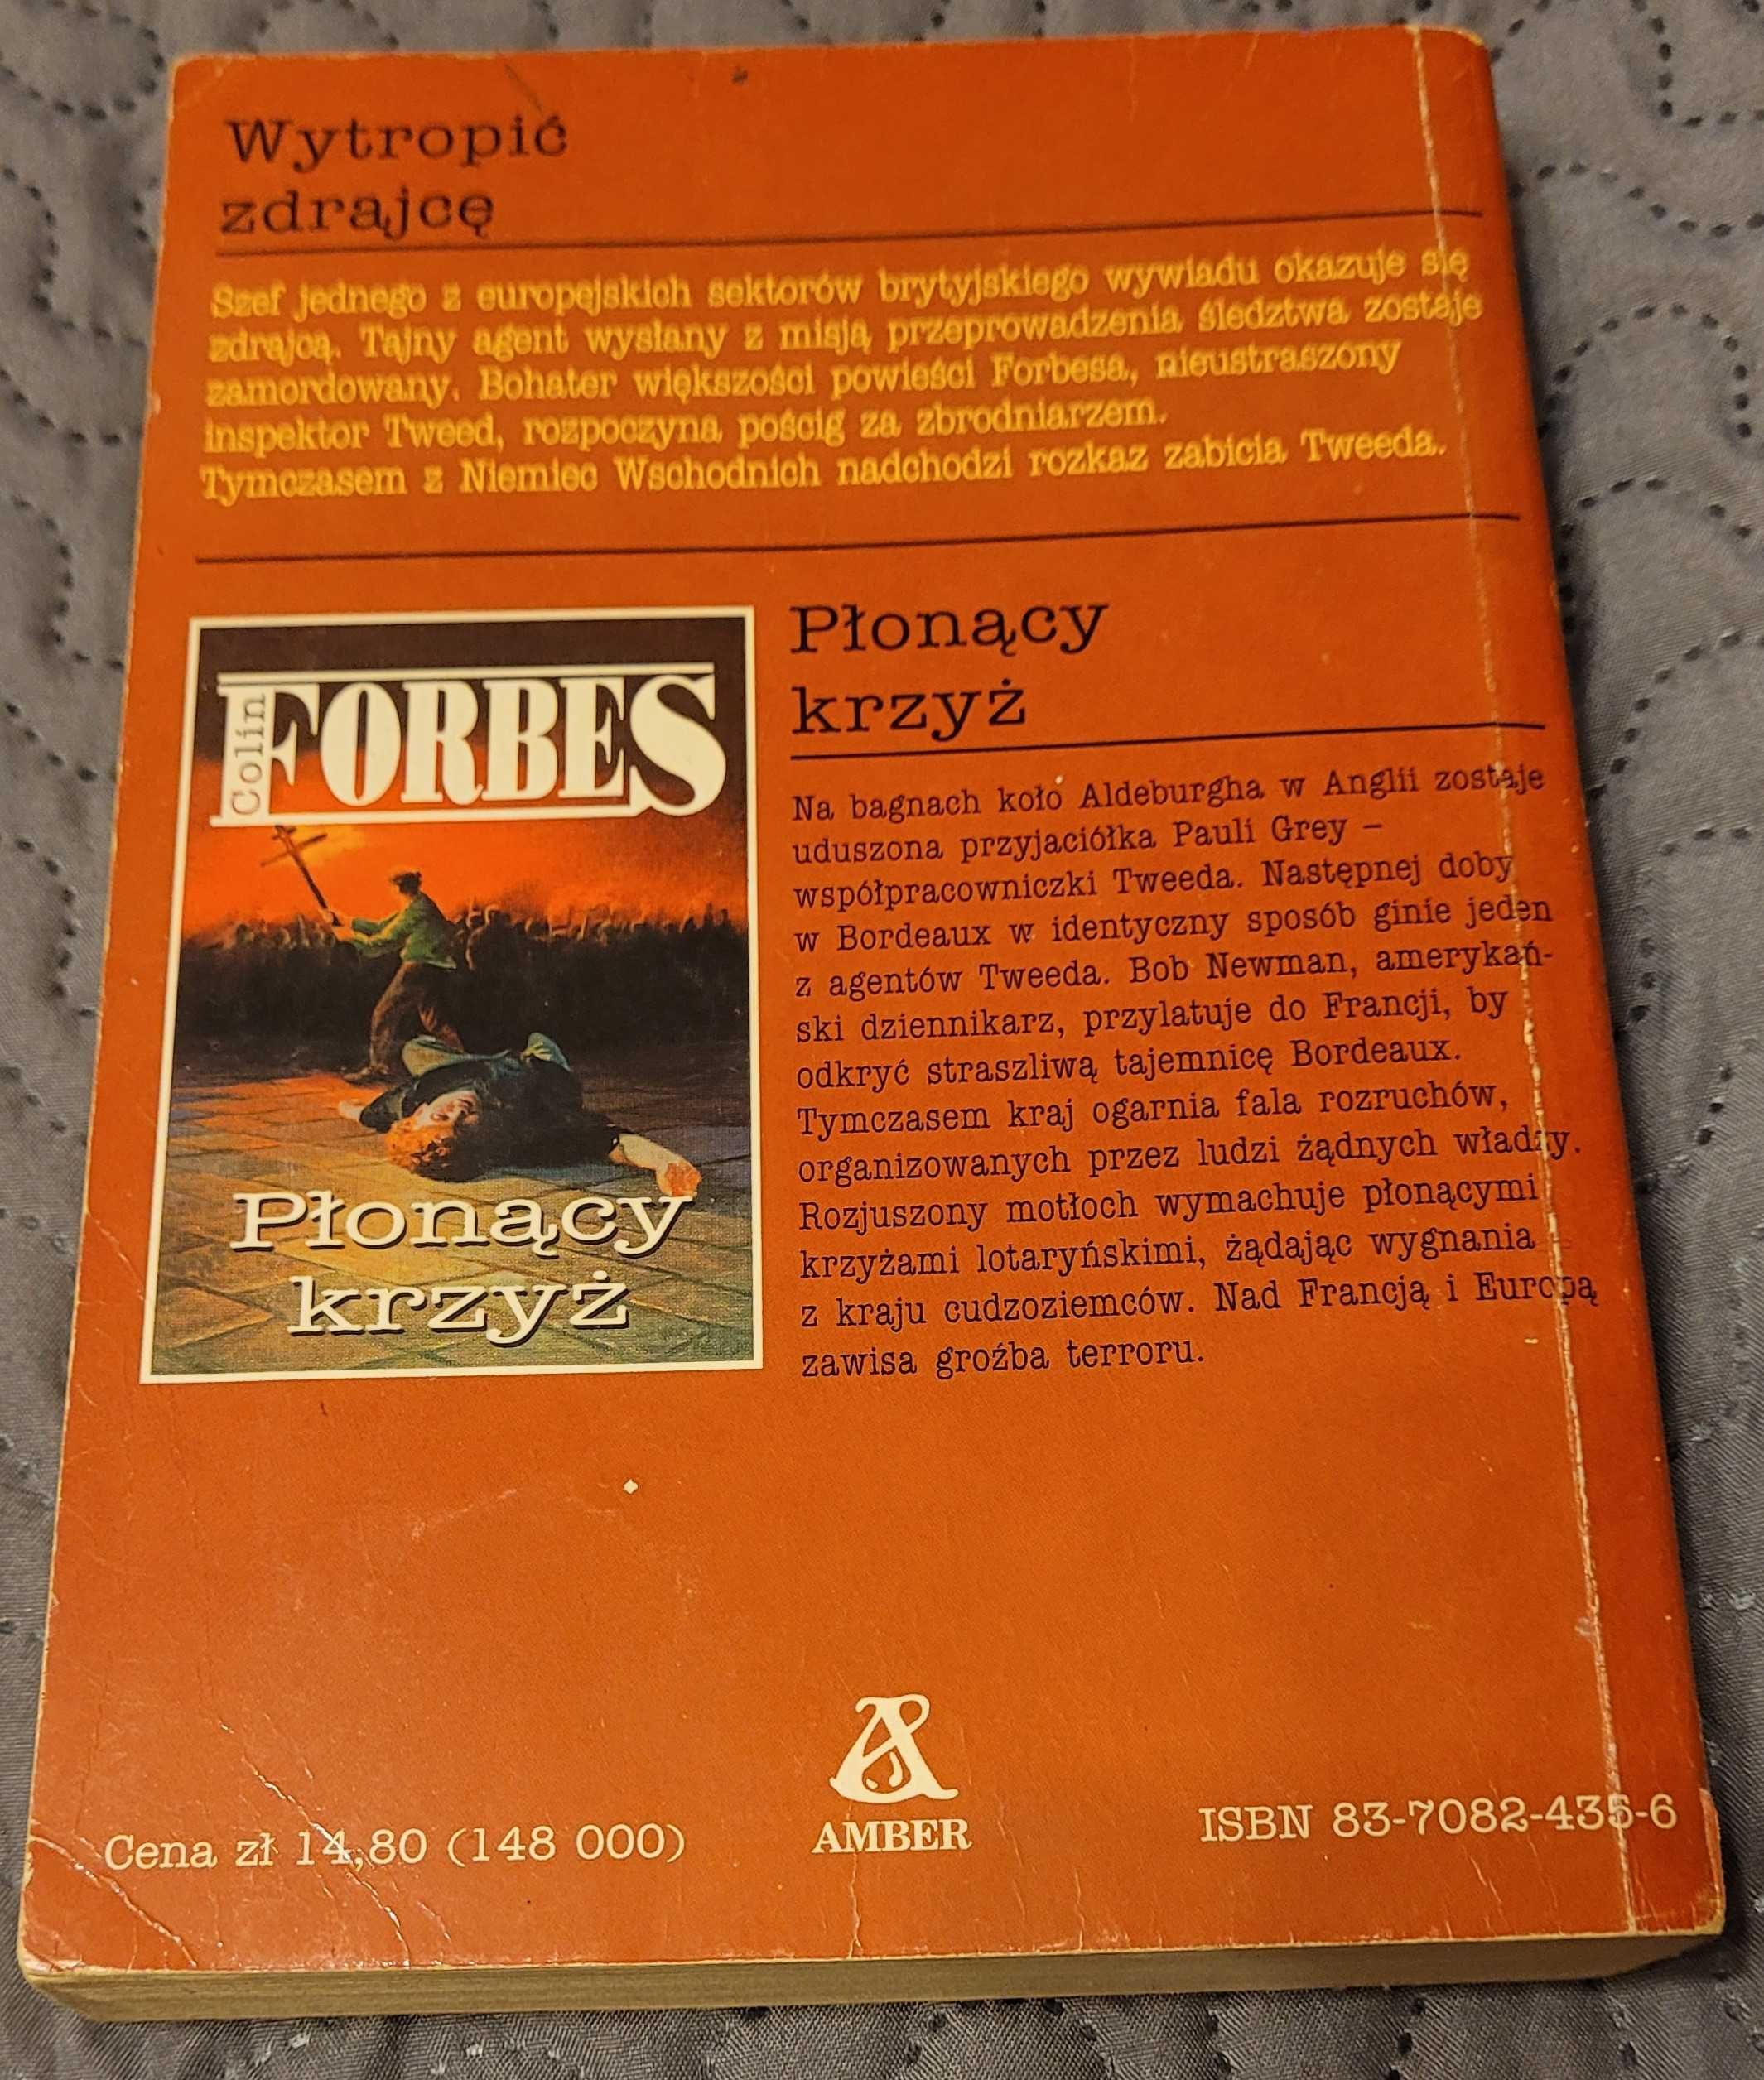 Wytropić
zdrajcę
Szef jednego z europejskich sektorów brytyjskiego wywiadu okazuje się
zdrajcą. Tajny agent wysłany z misją przeprowadzenia śledztwa zostaje
zamordowany. Bohater większości powieści Forbesa, nieustraszony
inspektor Tweed, rozpoczyna pościg za zbrodniarzem.
Tymczasem z Niemiec Wschodnich nadchodzi rozkaz zabicia Tweeda.
Colin
FORBES
Płonący
krzyż
Płonący
krzyż
Na bagnach koło Aldeburgha w Anglii zostaje
uduszona przyjaciółka Pauli Grey –
współpracowniczki Tweeda. Następnej doby
w Bordeaux w identyczny sposób ginie jeden
z agentów Tweeda. Bob Newman, amerykań-
ski dziennikarz, przylatuje do Francji, by
odkryć straszliwą tajemnicę Bordeaux.
Tymczasem kraj ogarnia fala rozruchów,
organizowanych przez ludzi żądnych władzy.
Rozjuszony motłoch wymachuje płonącymi
krzyżami lotaryńskimi, żądając wygnania
z kraju cudzoziemców. Nad Francją i Europą
zawisa groźba terroru.
AMBER
Cena zł 14,80 (148 000)
ISBN 83-7082-435-6